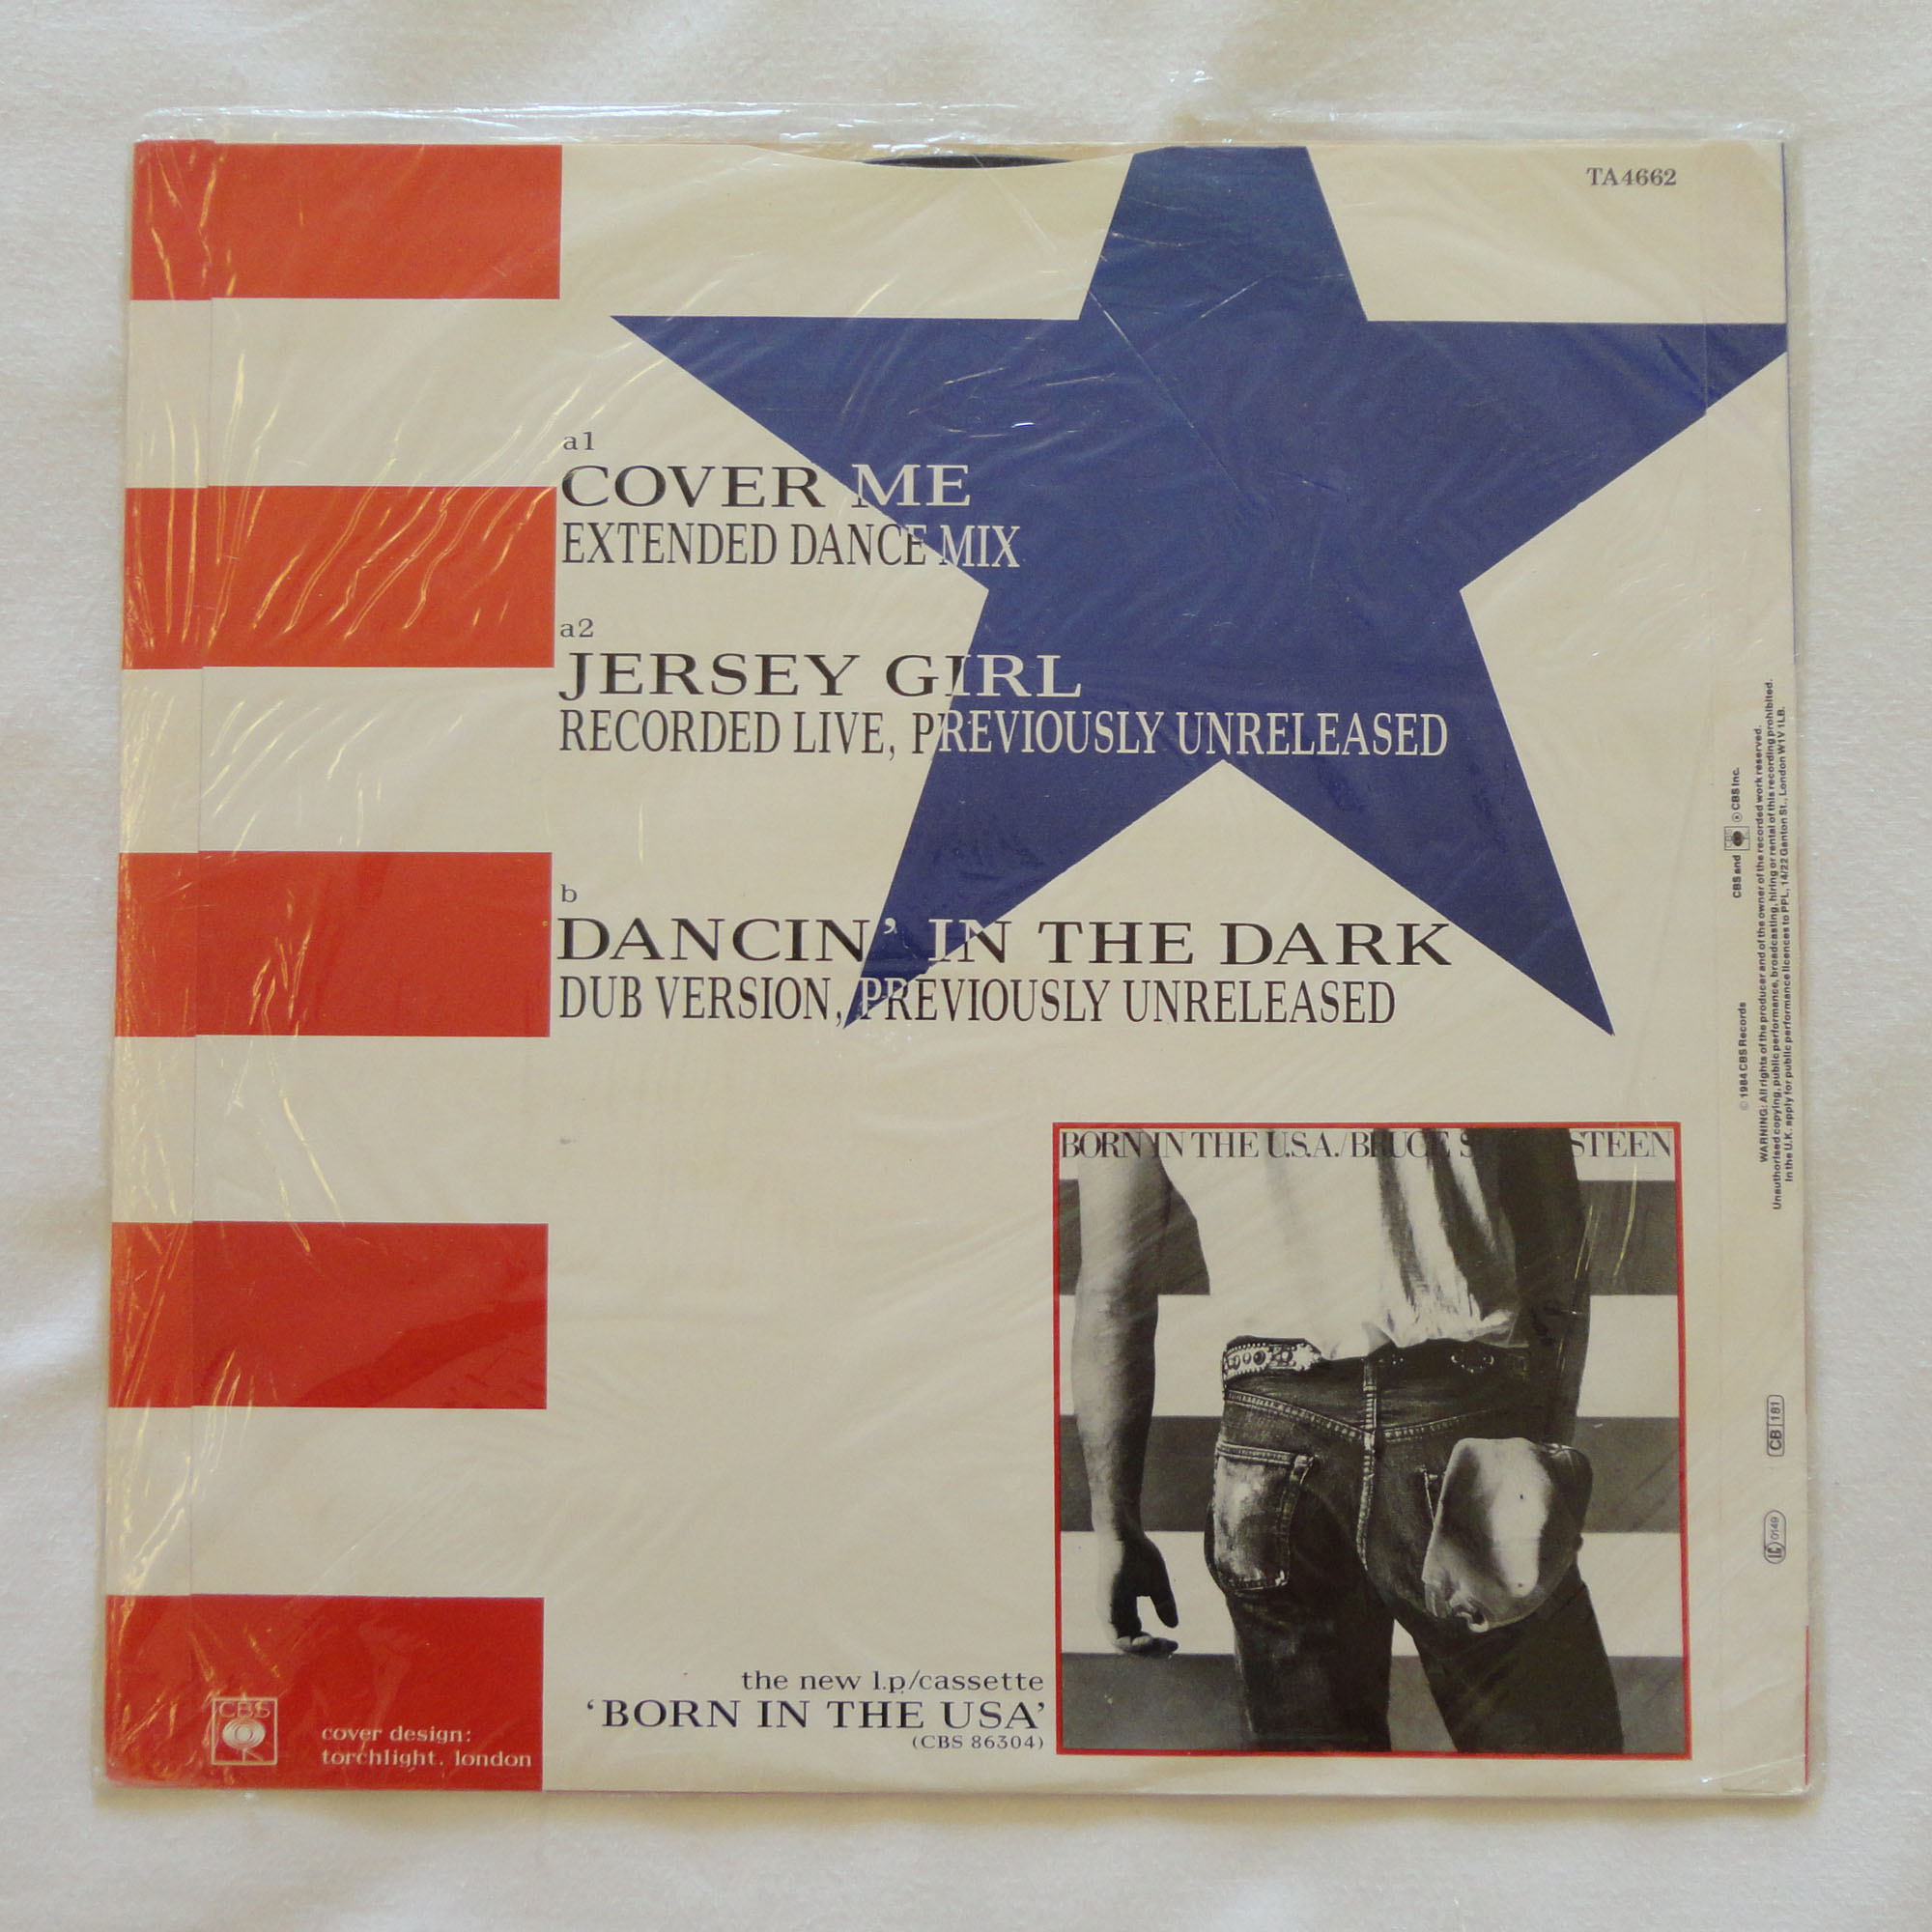 TA4662
a1
COVER ME
EXTENDED DANCE MIX
a2
JERSEY GIRL
RECORDED LIVE, PREVIOUSLY UNRELEASED
b
DANCIN' IN THE DARK
DUB VERSION, PREVIOUSLY UNRELEASED
BORN IN THE U.S.A./BRUCE S STEEN
the new l.p/cassette
'BORN IN THE USA'
(CBS 86304)
CBS
cover design:
torchlight. london
© 1984 CBS Records
CBS and CBS Inc.
WARNING: All rights of the producer and of the owner of the recorded work reserved.
Unauthorised copying, public performance, broadcasting, hiring or rental of this recording prohibited.
In the U.K. apply for public performance licences to PPL, 14/22 Ganton St., London W1V 1LB.
CB 181
LC 0149